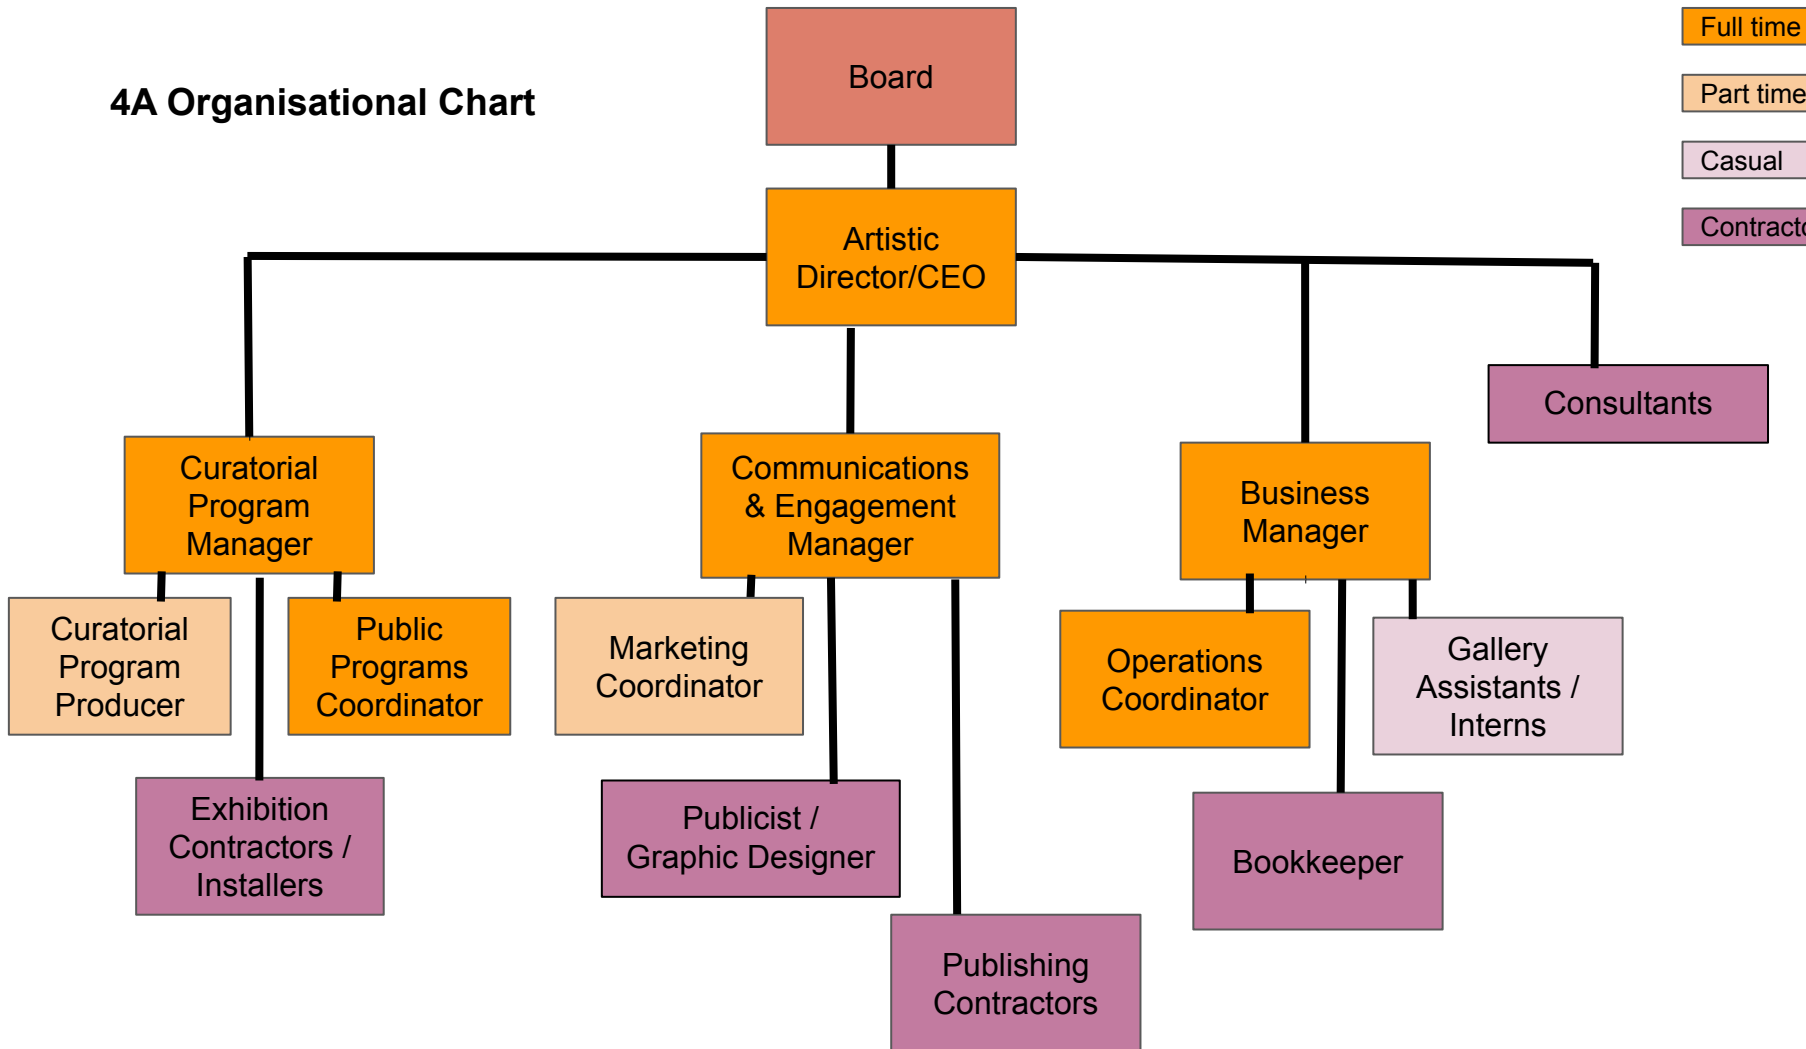 4A Organisational Chart
Board
Full time
Part time
Casual
Artistic
Director/CEO
Consultants
Curatorial
Program
Manager
Communications
& Engagement
Manager
Business
Manager
Curatorial
Program
Producer
Public
Programs
Coordinator
Marketing
Coordinator
Operations
Coordinator
Gallery
Assistants /
Interns
Exhibition
Contractors /
Installers
Publicist /
Graphic Designer
Bookkeeper
Publishing
Contractors